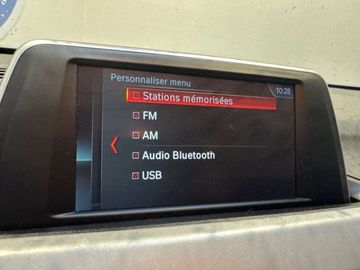 Personnaliser menu
10:28
Stations mémorisées
FM
AM
Audio Bluetooth
USB